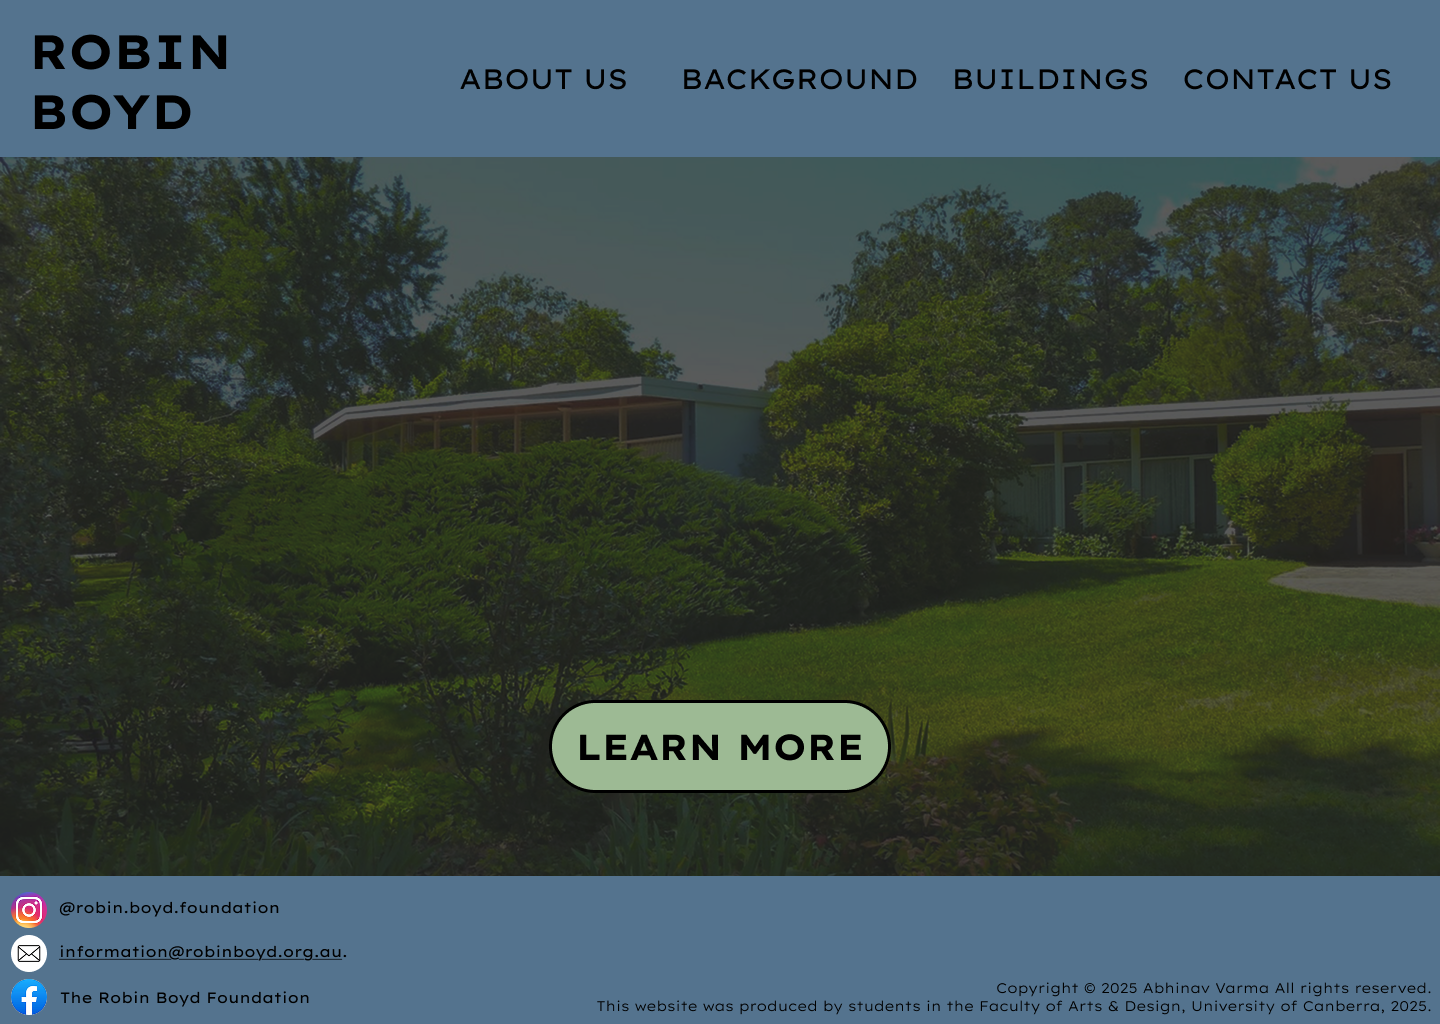 ROBIN
BOYD
ABOUT US BACKGROUND BUILDINGS CONTACT US
LEARN MORE
@robin.boyd.foundation
information@robinboyd.org.au.
The Robin Boyd Foundation
Copyright © 2025 Abhinav Varma All rights reserved.
This website was produced by students in the Faculty of Arts & Design, University of Canberra, 2025.